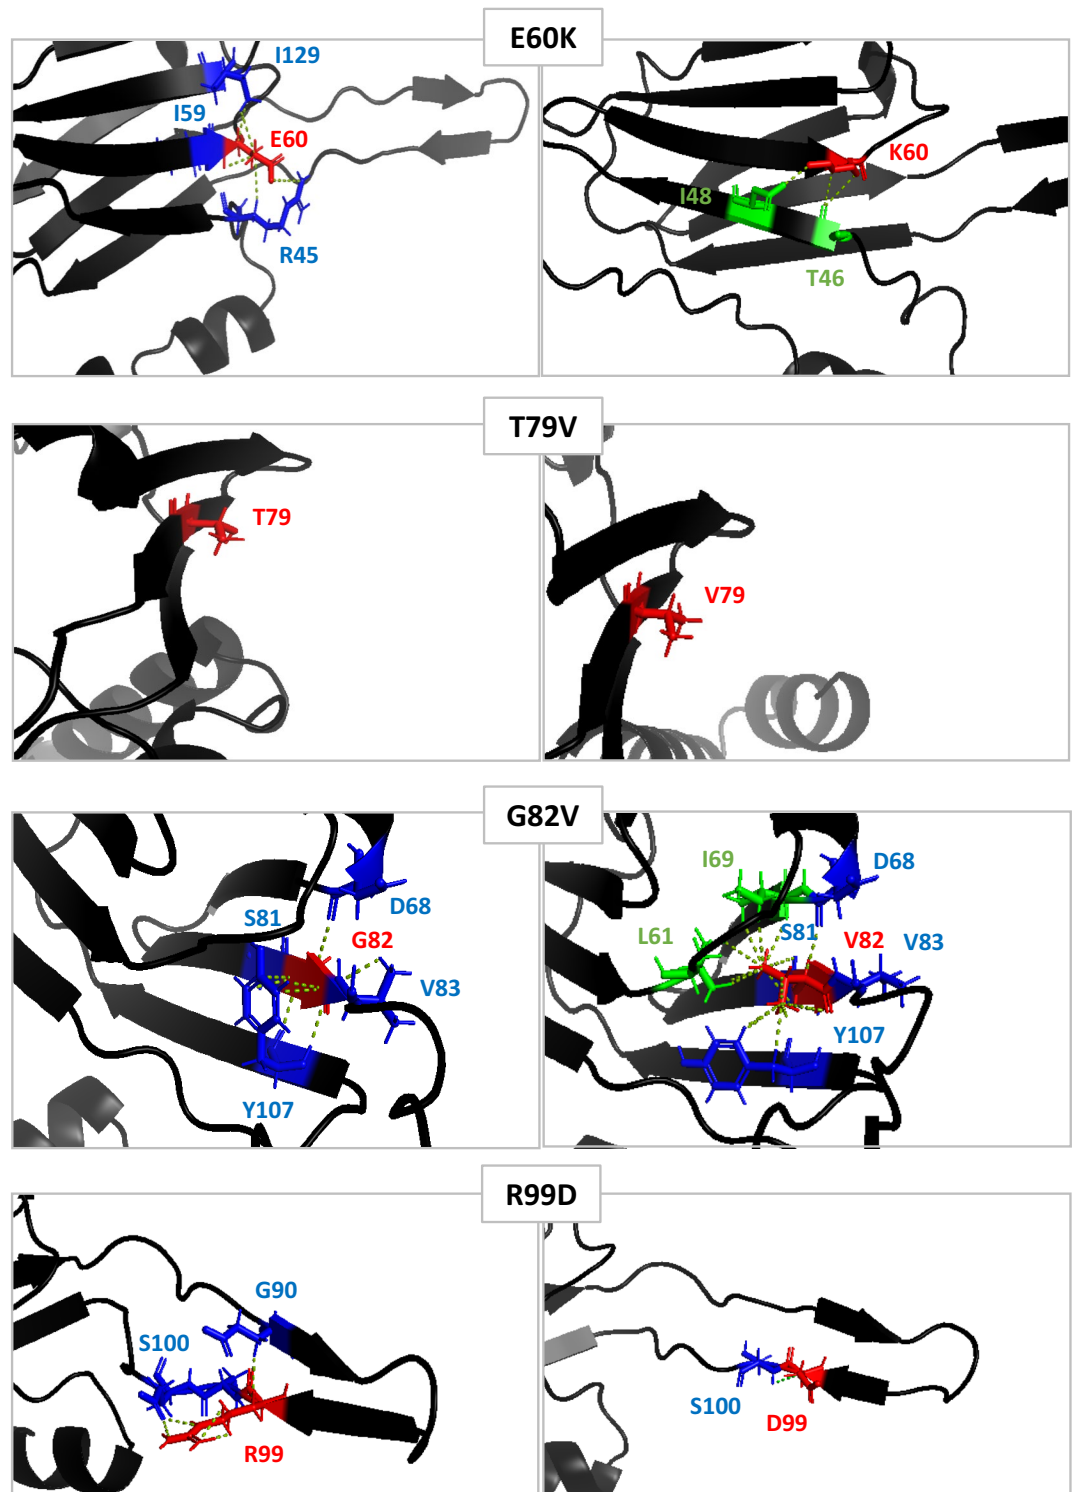 E60K
I129
I59
E60
R45
K60
I48
T46
T79V
T79
V79
G82V
D68
S81
G82
V83
Y107
I69
D68
L61
S81
V82
V83
Y107
R99D
G90
S100
R99
S100
D99